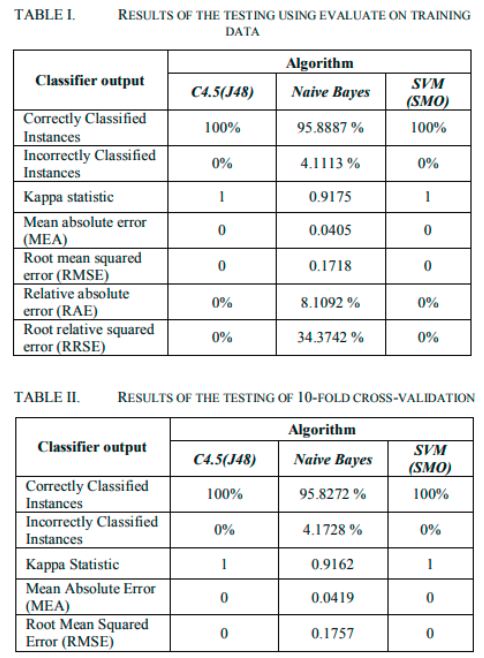 TABLE I. RESULTS OF THE TESTING USING EVALUATE ON TRAINING
DATA
Classifier output
Algorithm
C4.5(J48) Naive Bayes SVM
(SMO)
Correctly Classified
Instances 100% 95.8887 % 100%
Incorrectly Classified
Instances 0% 4.1113 % 0%
Kappa statistic 1 0.9175 1
Mean absolute error
(MEA) 0 0.0405 0
Root mean squared
error (RMSE) 0 0.1718 0
Relative absolute
error (RAE) 0% 8.1092 % 0%
Root relative squared
error (RRSE) 0% 34.3742 % 0%
TABLE II. RESULTS OF THE TESTING OF 10-FOLD CROSS-VALIDATION
Classifier output
Algorithm
C4.5(J48) Naive Bayes SVM
(SMO)
Correctly Classified
Instances 100% 95.8272 % 100%
Incorrectly Classified
Instances 0% 4.1728 % 0%
Kappa Statistic 1 0.9162 1
Mean Absolute Error
(MEA) 0 0.0419 0
Root Mean Squared
Error (RMSE) 0 0.1757 0